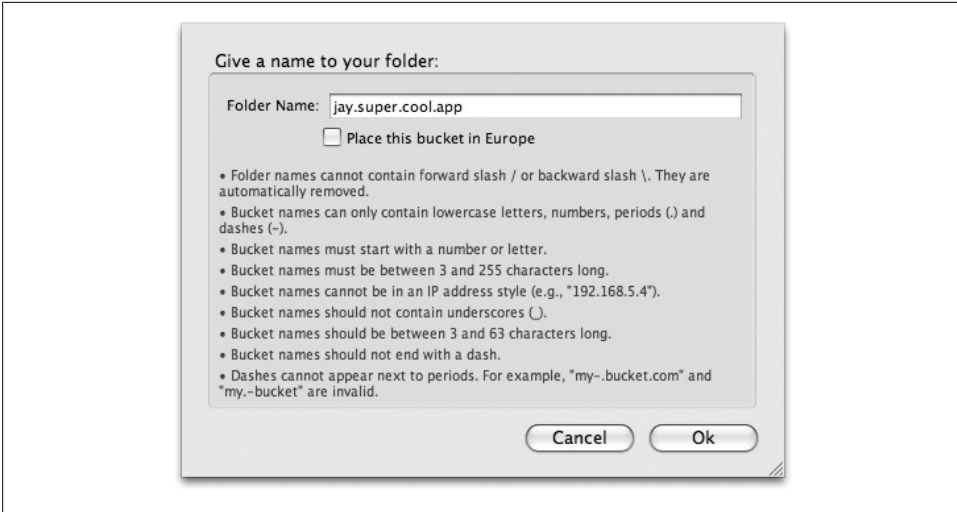 Give a name to your folder:
Folder Name: jay.super.cool.app
Place this bucket in Europe
• Folder names cannot contain forward slash / or backward slash \. They are
automatically removed.
• Bucket names can only contain lowercase letters, numbers, periods (.) and
dashes (-).
• Bucket names must start with a number or letter.
• Bucket names must be between 3 and 255 characters long.
• Bucket names cannot be in an IP address style (e.g., "192.168.5.4").
• Bucket names should not contain underscores (_).
• Bucket names should be between 3 and 63 characters long.
• Bucket names should not end with a dash.
• Dashes cannot appear next to periods. For example, "my-.bucket.com" and
"my.-bucket" are invalid.
Cancel Ok